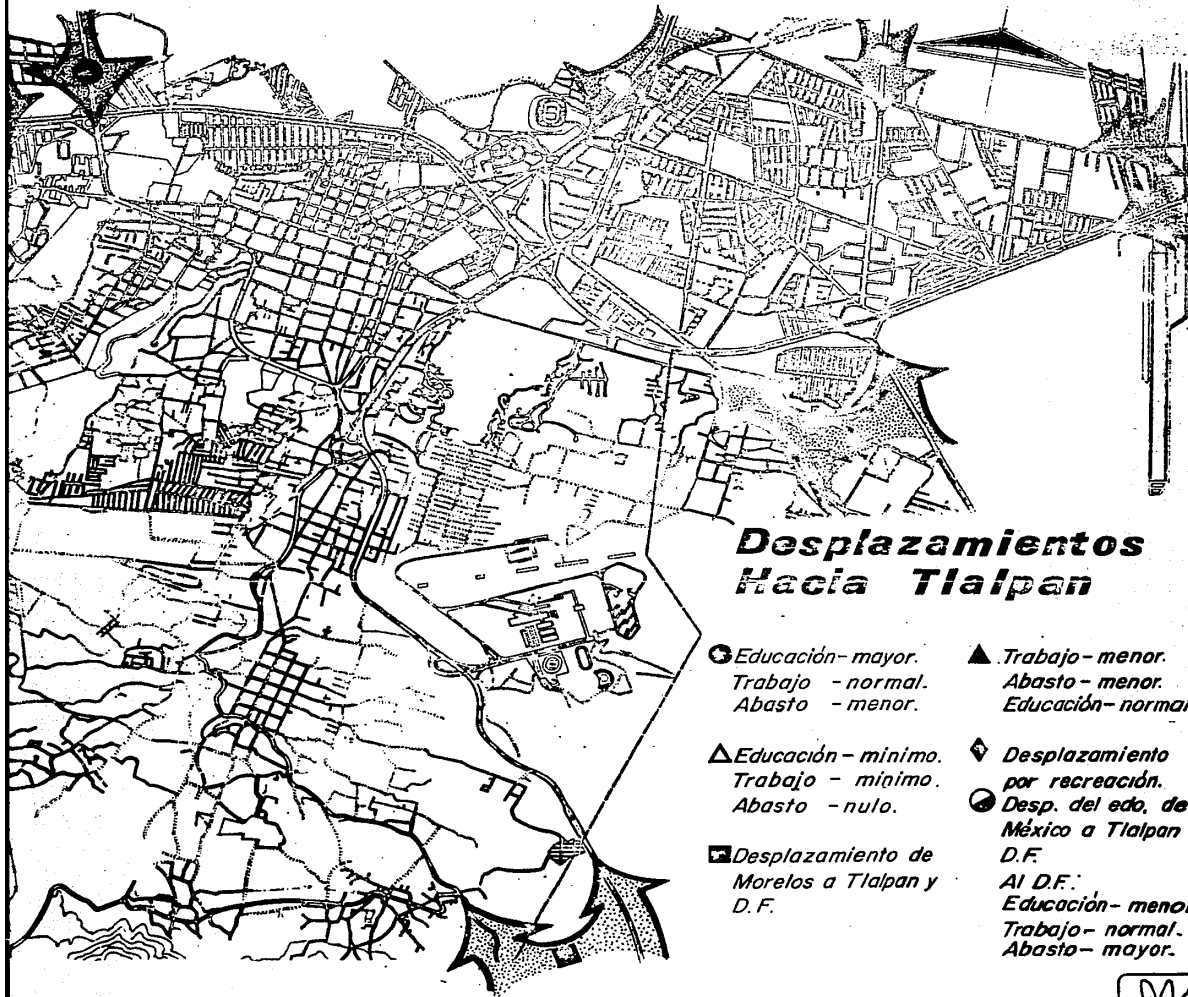 Desplazamientos
Hacia Tlalpan
Educación-mayor.
Trabajo - normal.
Abasto - menor.
Educación-minimo.
Trabajo - minimo.
Abasto - nulo.
Desplazamiento de
Morelos a Tlalpan y
D.F.
Trabajo-menor.
Abasto-menor.
Educación-normal
Desplazamiento
por recreación.
Desp. del edo, de
México a Tlalpan
D.F.
Al D.F.:
Educación-menor
Trabajo-normal.
Abasto-mayor.